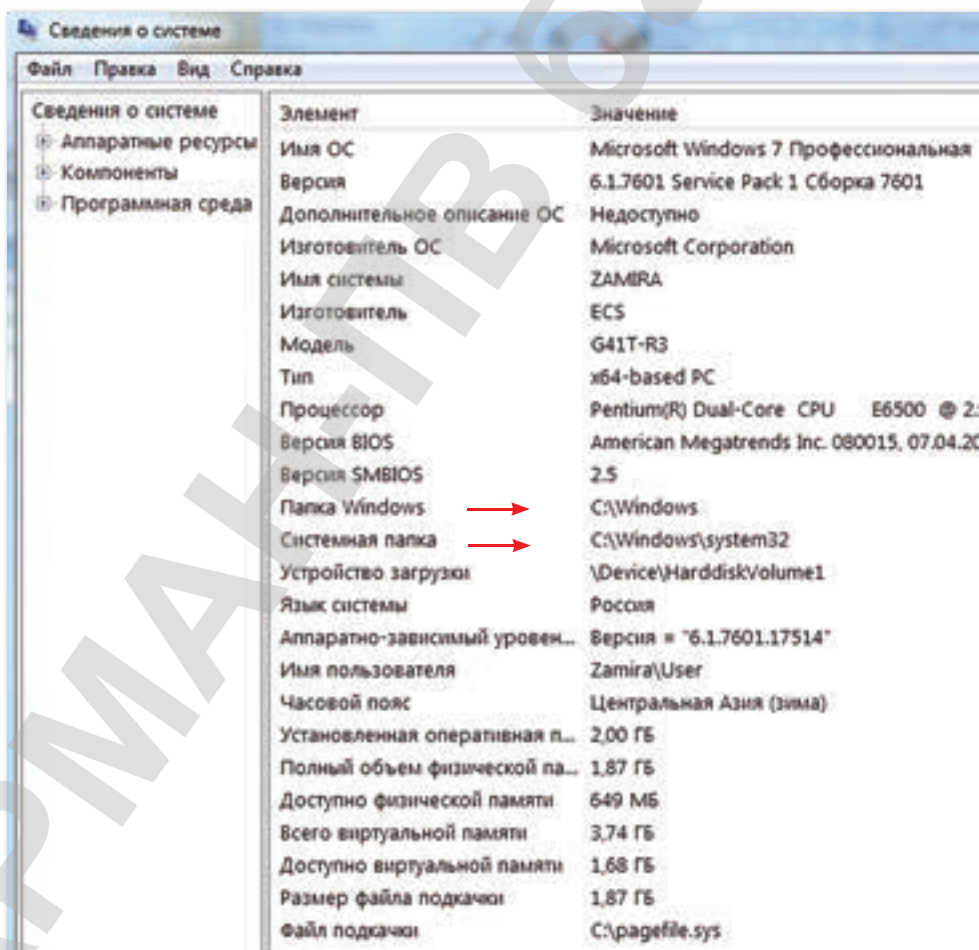 Сведения о системе
Файл Правка Вид Справка
Сведения о системе
Аппаратные ресурсы
Компоненты
Программная среда
Элемент Значение
Имя ОС Microsoft Windows 7 Профессиональная
Версия 6.1.7601 Service Pack 1 Сборка 7601
Дополнительное описание ОС Недоступно
Изготовитель ОС Microsoft Corporation
Имя системы ZAMIRA
Изготовитель ECS
Модель G41T-R3
Тип x64-based PC
Процессор Pentium(R) Dual-Core CPU E6500 @ 2.
Версия BIOS American Megatrends Inc. 080015, 07.04.20
Версия SMBIOS 2.5
Папка Windows C:\Windows
Системная папка C:\Windows\system32
Устройство загрузки \Device\HarddiskVolume1
Язык системы Россия
Аппаратно-зависимый уровен... Версия = "6.1.7601.17514"
Имя пользователя Zamira\User
Часовой пояс Центральная Азия (зима)
Установленная оперативная п... 2,00 ГБ
Полный объем физической па... 1,87 ГБ
Доступно физической памяти 649 МБ
Всего виртуальной памяти 3,74 ГБ
Доступно виртуальной памяти 1,68 ГБ
Размер файла подкачки 1,87 ГБ
Файл подкачки C:\pagefile.sys